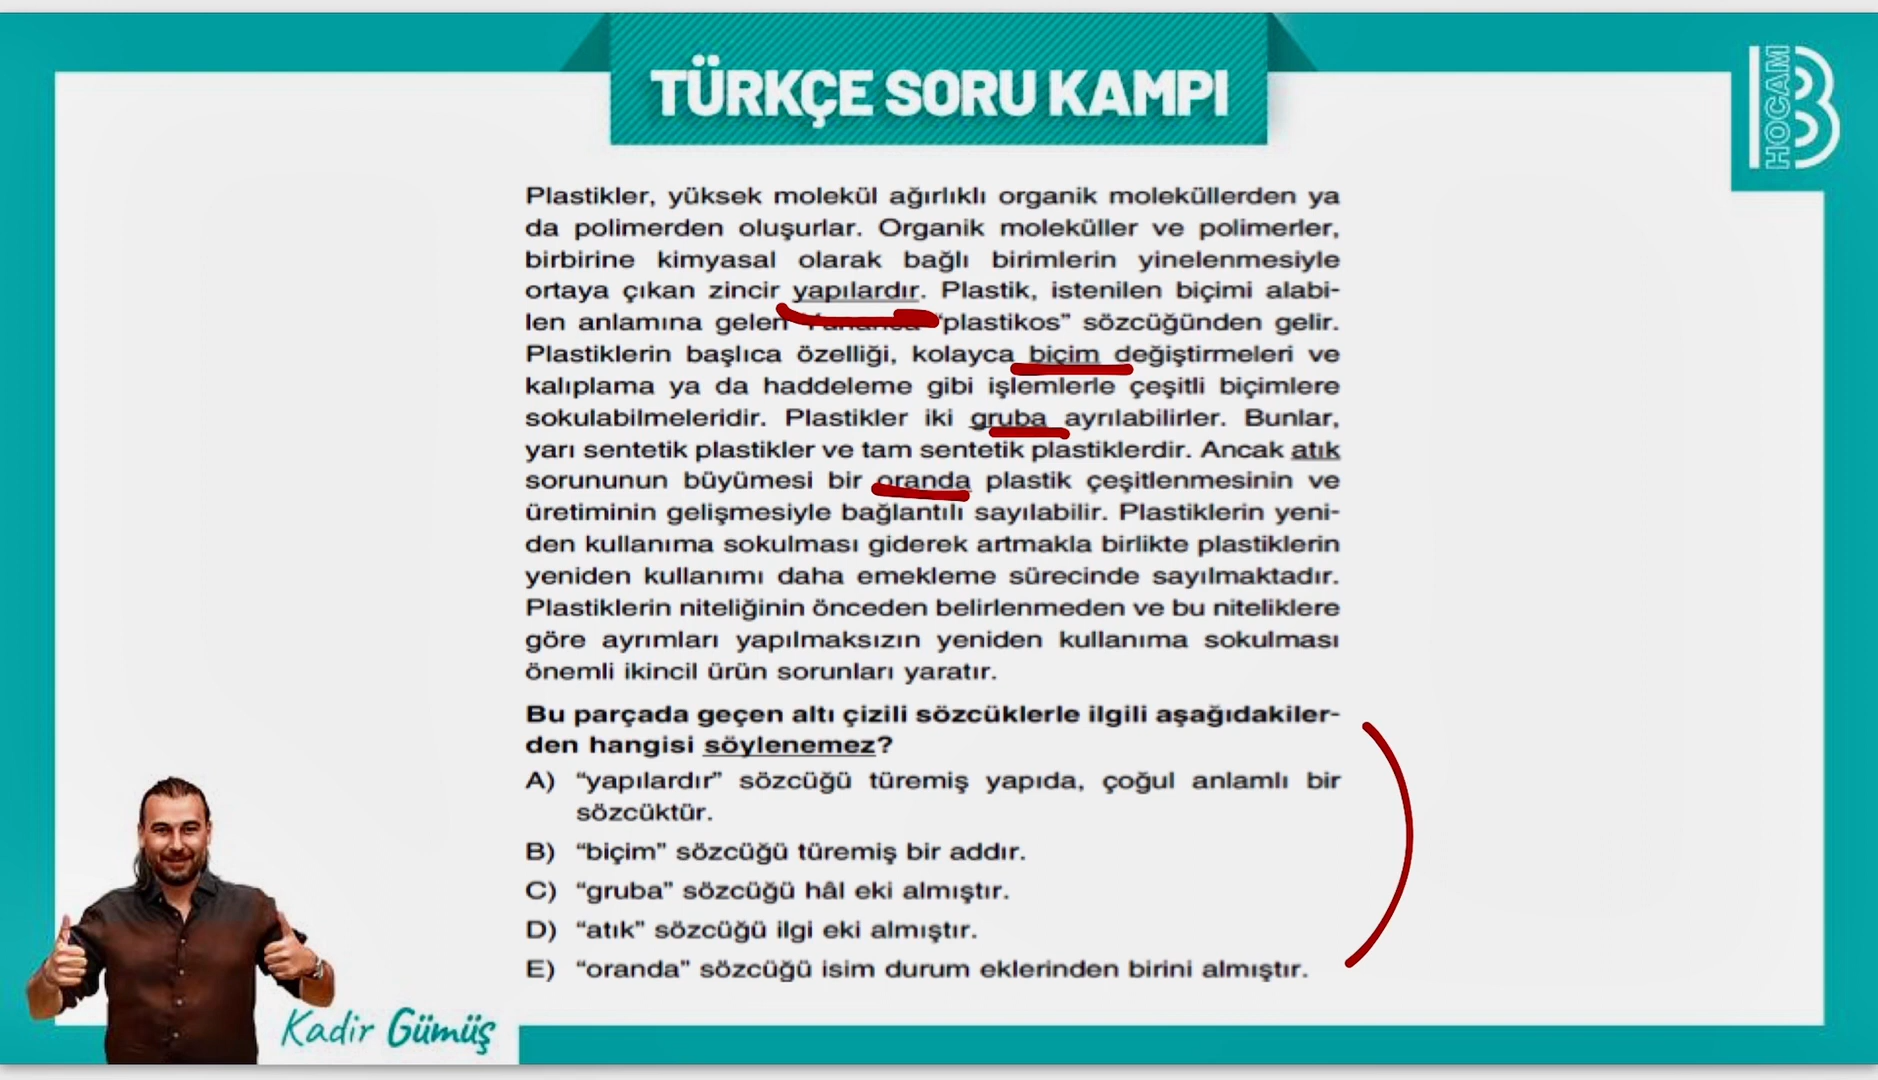 TÜRKÇE SORU KAMPI
HOCAM
B
Plastikler, yüksek molekül ağırlıklı organik moleküllerden ya
da polimerden oluşurlar. Organik moleküller ve polimerler,
birbirine kimyasal olarak bağlı birimlerin yinelenmesiyle
ortaya çıkan zincir yapılardır. Plastik, istenilen biçimi alabi-
len anlamına gelen "plastikos" sözcüğünden gelir.
Plastiklerin başlıca özelliği, kolayca biçim değiştirmeleri ve
kalıplama ya da haddeleme gibi işlemlerle çeşitli biçimlere
sokulabilmeleridir. Plastikler iki gruba ayrılabilirler. Bunlar,
yarı sentetik plastikler ve tam sentetik plastiklerdir. Ancak atık
sorununun büyümesi bir oranda plastik çeşitlenmesinin ve
üretiminin gelişmesiyle bağlantılı sayılabilir. Plastiklerin yeni-
den kullanıma sokulması giderek artmakla birlikte plastiklerin
yeniden kullanımı daha emekleme sürecinde sayılmaktadır.
Plastiklerin niteliğinin önceden belirlenmeden ve bu niteliklere
göre ayrımları yapılmaksızın yeniden kullanıma sokulması
önemli ikincil ürün sorunları yaratır.
Bu parçada geçen altı çizili sözcüklerle ilgili aşağıdakiler-
den hangisi söylenemez?
A) "yapılardır" sözcüğü türemiş yapıda, çoğul anlamlı bir
sözcüktür.
B) "biçim" sözcüğü türemiş bir addır.
C) "gruba" sözcüğü hâl eki almıştır.
D) "atık" sözcüğü ilgi eki almıştır.
E) "oranda" sözcüğü isim durum eklerinden birini almıştır.
Kadir Gümüş